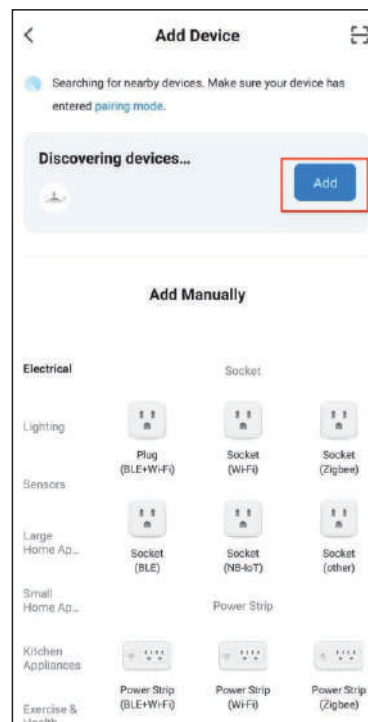 Add Device
Searching for nearby devices. Make sure your device has
entered pairing mode.
Discovering devices...
Add
Add Manually
Electrical
Lighting
Sensors
Large
Home Ap...
Small
Home Ap...
Kitchen
Appliances
Exercise &
Health
Socket
Plug
(BLE+Wi-Fi)
Socket
(Wi-Fi)
Socket
(Zigbee)
Socket
(BLE)
Socket
(NB-IoT)
Socket
(other)
Power Strip
Power Strip
(BLE+Wi-Fi)
Power Strip
(Wi-Fi)
Power Strip
(Zigbee)